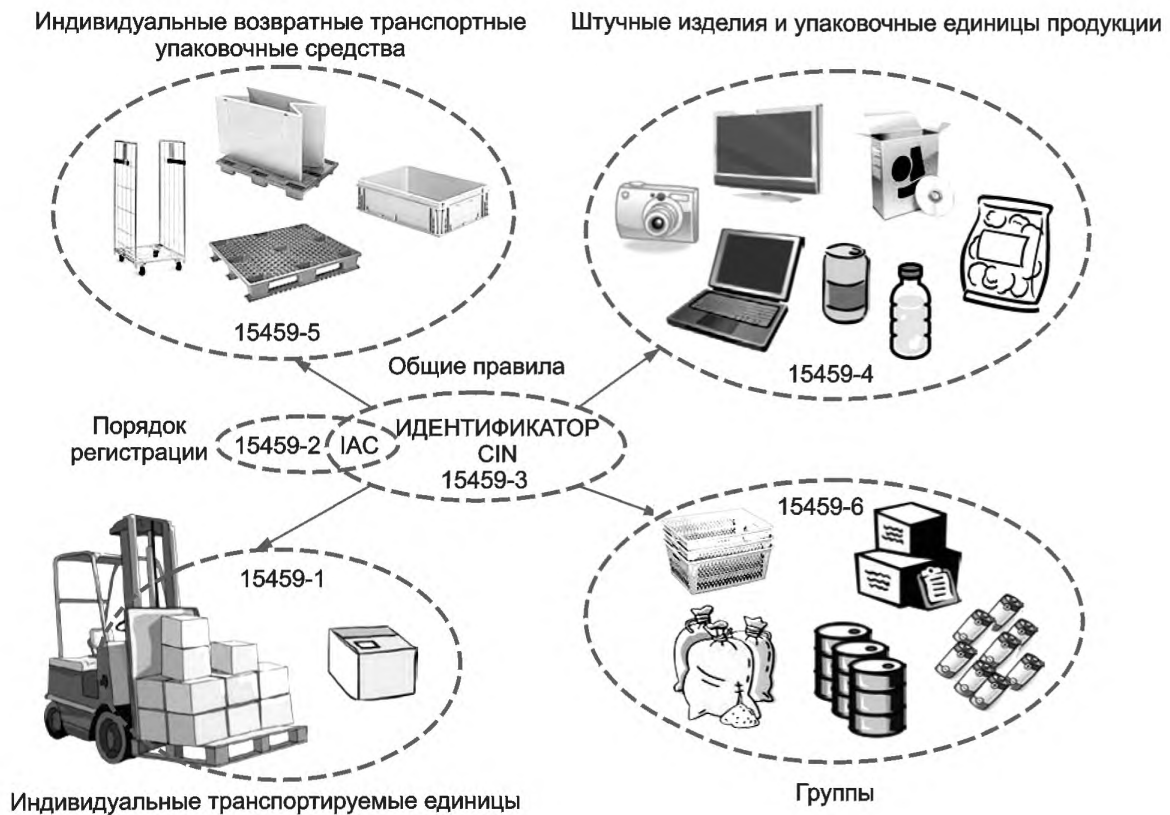 Индивидуальные возвратные транспортные
упаковочные средства
Штучные изделия и упаковочные единицы продукции
15459-5
15459-4
Общие правила
Порядок
регистрации
15459-2
IAC
ИДЕНТИФИКАТОР
CIN
15459-3
15459-1
15459-6
Индивидуальные транспортируемые единицы
Группы